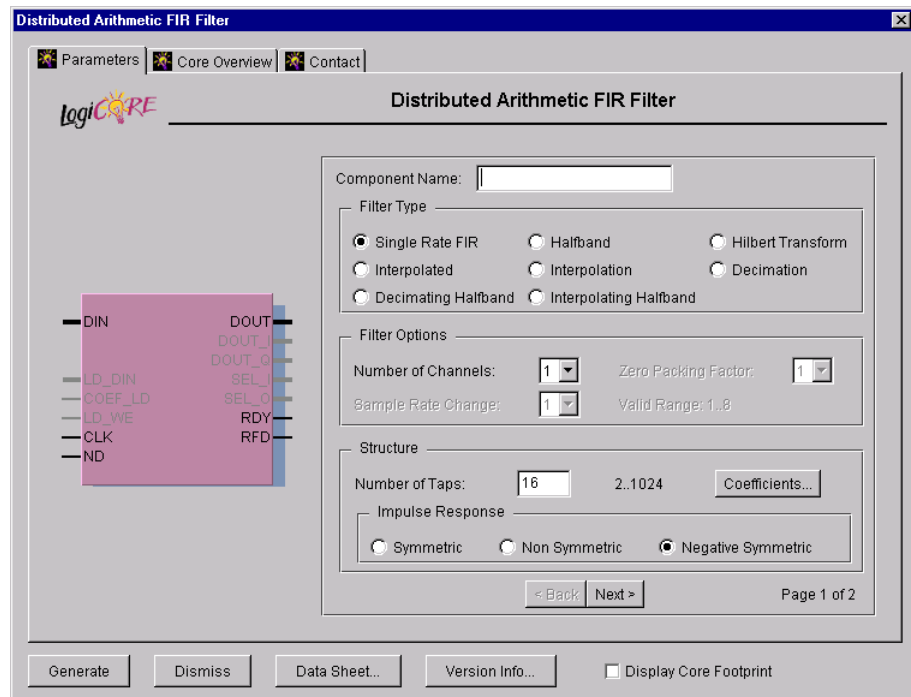 Distributed Arithmetic FIR Filter
Parameters Core Overview Contact
LogiCORE
Distributed Arithmetic FIR Filter
Component Name:
Filter Type
Single Rate FIR Halfband Hilbert Transform
Interpolated Interpolation Decimation
Decimating Halfband Interpolating Halfband
Filter Options
Number of Channels: 1 Zero Packing Factor: 1
Sample Rate Change: 1 Valid Range: 1..8
Structure
Number of Taps: 16 2..1024 Coefficients...
Impulse Response
Symmetric Non Symmetric Negative Symmetric
< Back Next > Page 1 of 2
DIN DOUT
DOUT_I
DOUT_Q
LD_DIN SEL_I
COEF_LD SEL_O
LD_WE RDY
CLK RFD
ND
Generate Dismiss Data Sheet... Version Info... Display Core Footprint